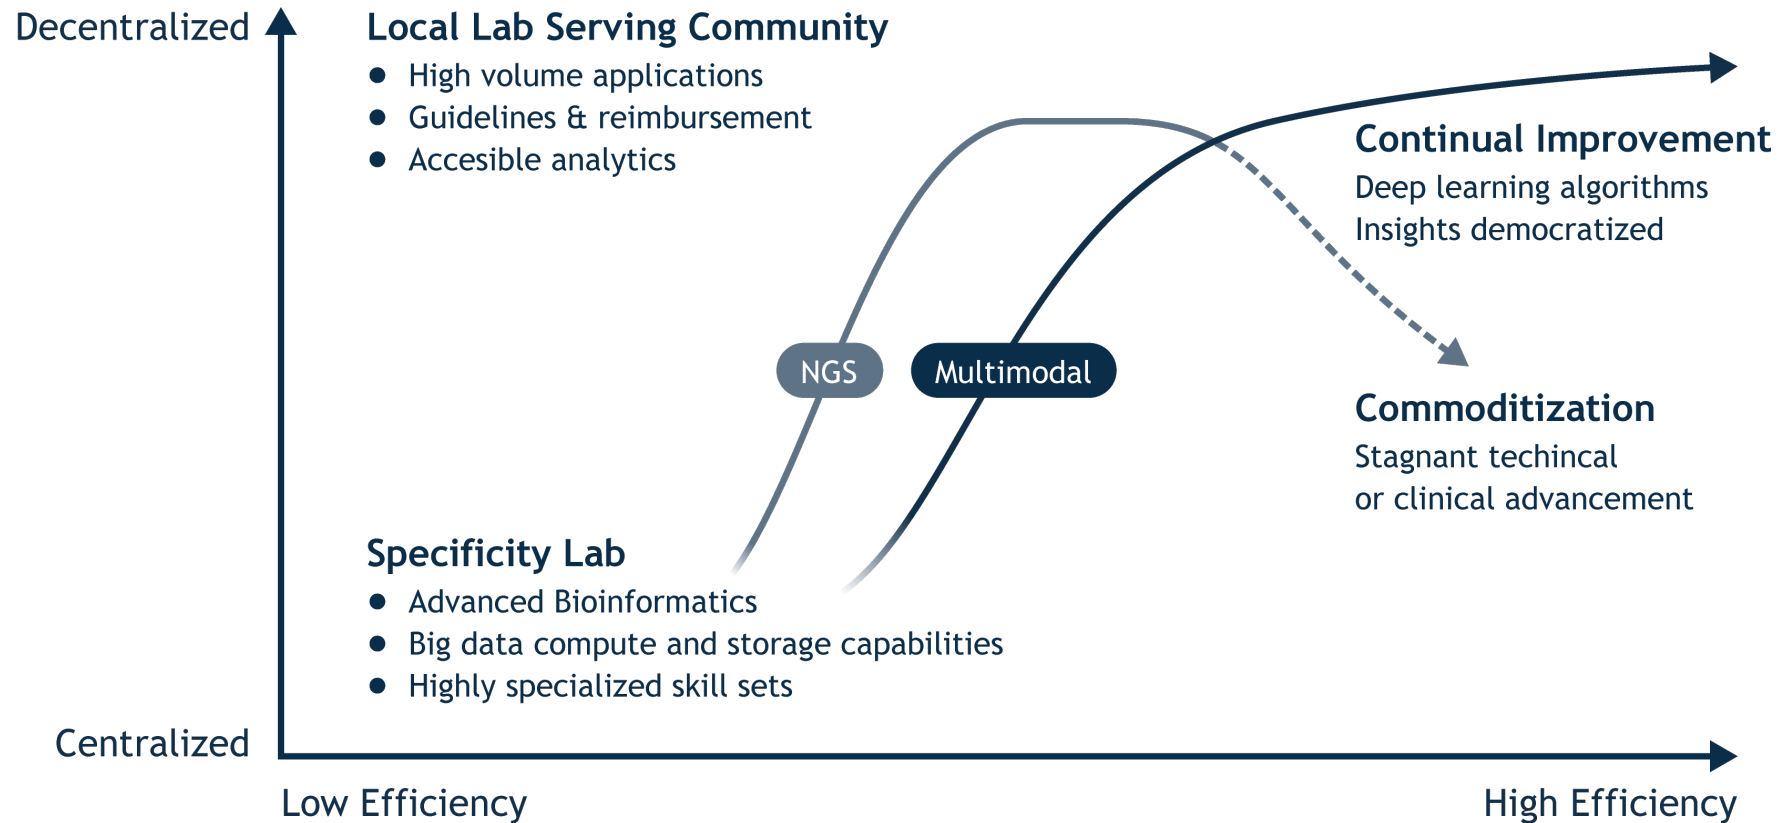 Decentralized
Local Lab Serving Community
● High volume applications
● Guidelines & reimbursement
● Accesible analytics
Continual Improvement
Deep learning algorithms
Insights democratized
NGS
Multimodal
Commoditization
Stagnant techincal
or clinical advancement
Specificity Lab
● Advanced Bioinformatics
● Big data compute and storage capabilities
● Highly specialized skill sets
Centralized
Low Efficiency
High Efficiency